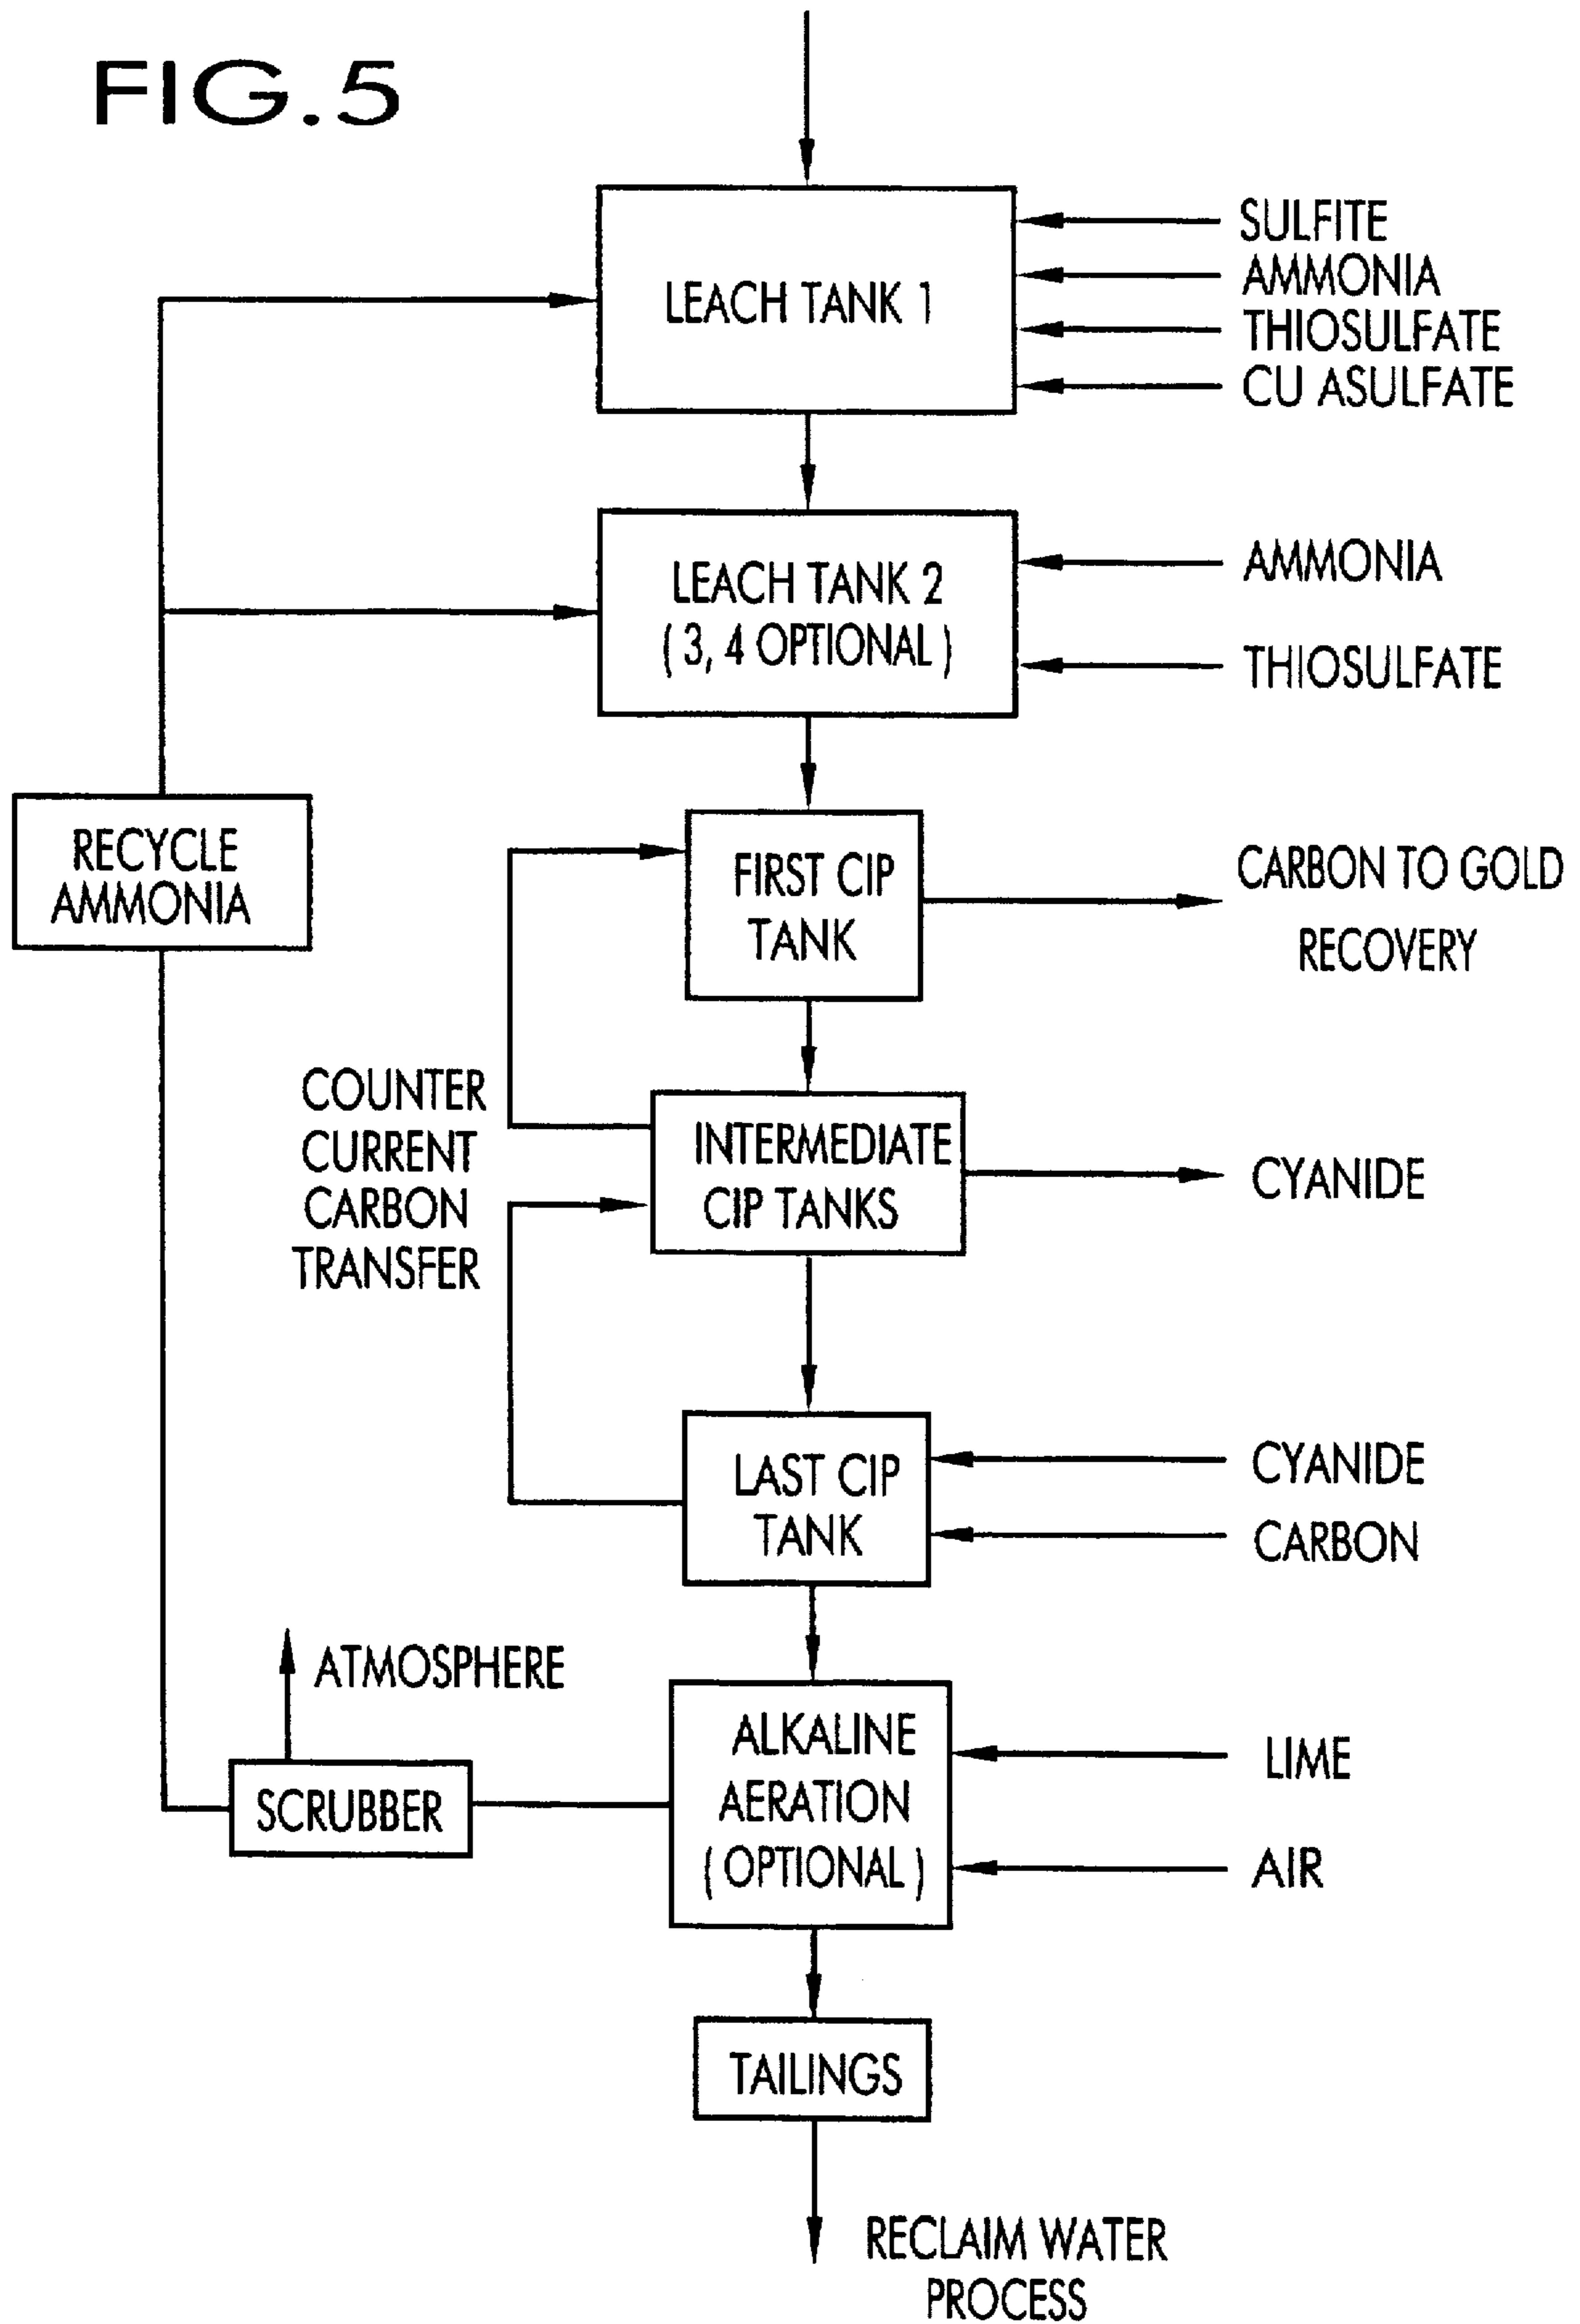 FIG.5
LEACH TANK 1
SULFITE
AMMONIA
THIOSULFATE
CU ASULFATE
LEACH TANK 2
( 3, 4 OPTIONAL )
AMMONIA
THIOSULFATE
RECYCLE
AMMONIA
FIRST CIP
TANK
CARBON TO GOLD
RECOVERY
COUNTER
CURRENT
CARBON
TRANSFER
INTERMEDIATE
CIP TANKS
CYANIDE
LAST CIP
TANK
CYANIDE
CARBON
ATMOSPHERE
SCRUBBER
ALKALINE
AERATION
( OPTIONAL )
LIME
AIR
TAILINGS
RECLAIM WATER
PROCESS